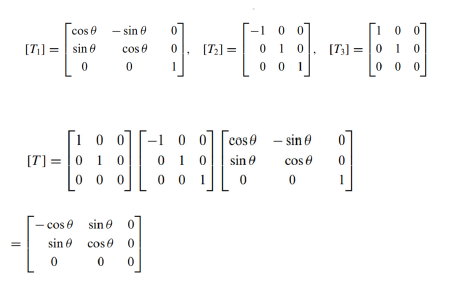 [T₁] = [cos θ − sin θ 0; sin θ cos θ 0; 0 0 1], [T₂] = [−1 0 0; 0 1 0; 0 0 1], [T₃] = [1 0 0; 0 1 0; 0 0 0]
[T] = [1 0 0; 0 1 0; 0 0 0] [−1 0 0; 0 1 0; 0 0 1] [cos θ − sin θ 0; sin θ cos θ 0; 0 0 1]
= [− cos θ sin θ 0; sin θ cos θ 0; 0 0 0]